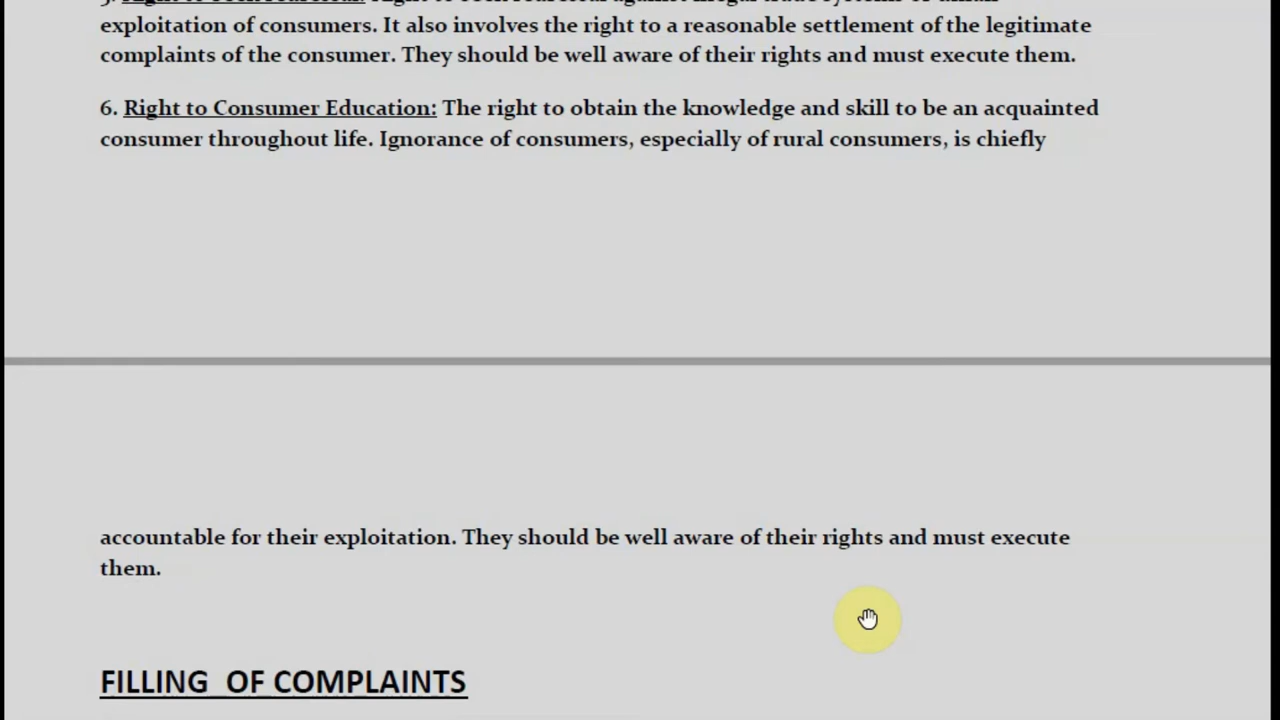 exploitation of consumers. It also involves the right to a reasonable settlement of the legitimate
complaints of the consumer. They should be well aware of their rights and must execute them.
6. Right to Consumer Education: The right to obtain the knowledge and skill to be an acquainted
consumer throughout life. Ignorance of consumers, especially of rural consumers, is chiefly
accountable for their exploitation. They should be well aware of their rights and must execute
them.
FILLING OF COMPLAINTS